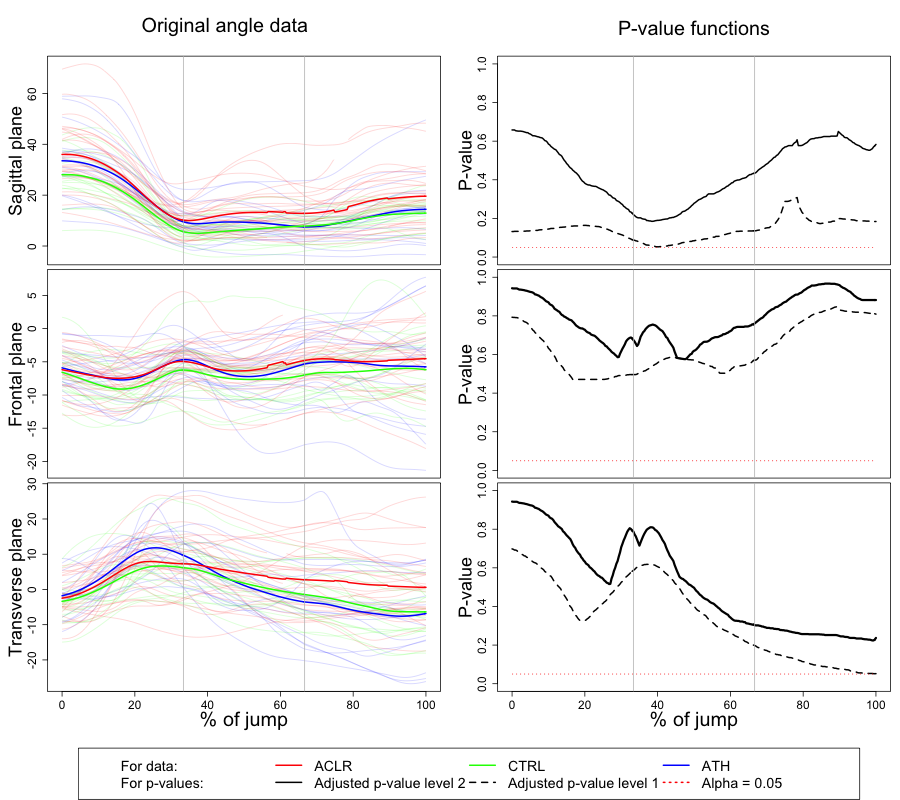 Original angle data
P-value functions
Sagittal plane
0 20 40 60
P-value
0.0 0.2 0.4 0.6 0.8 1.0
Frontal plane
-20 -15 -10 -5 0 5
P-value
0.0 0.2 0.4 0.6 0.8 1.0
Transverse plane
-20 -10 0 10 20 30
P-value
0.0 0.2 0.4 0.6 0.8 1.0
0 20 40 60 80 100
% of jump
0 20 40 60 80 100
% of jump
For data: ACLR CTRL ATH
For p-values: Adjusted p-value level 2 Adjusted p-value level 1 Alpha = 0.05